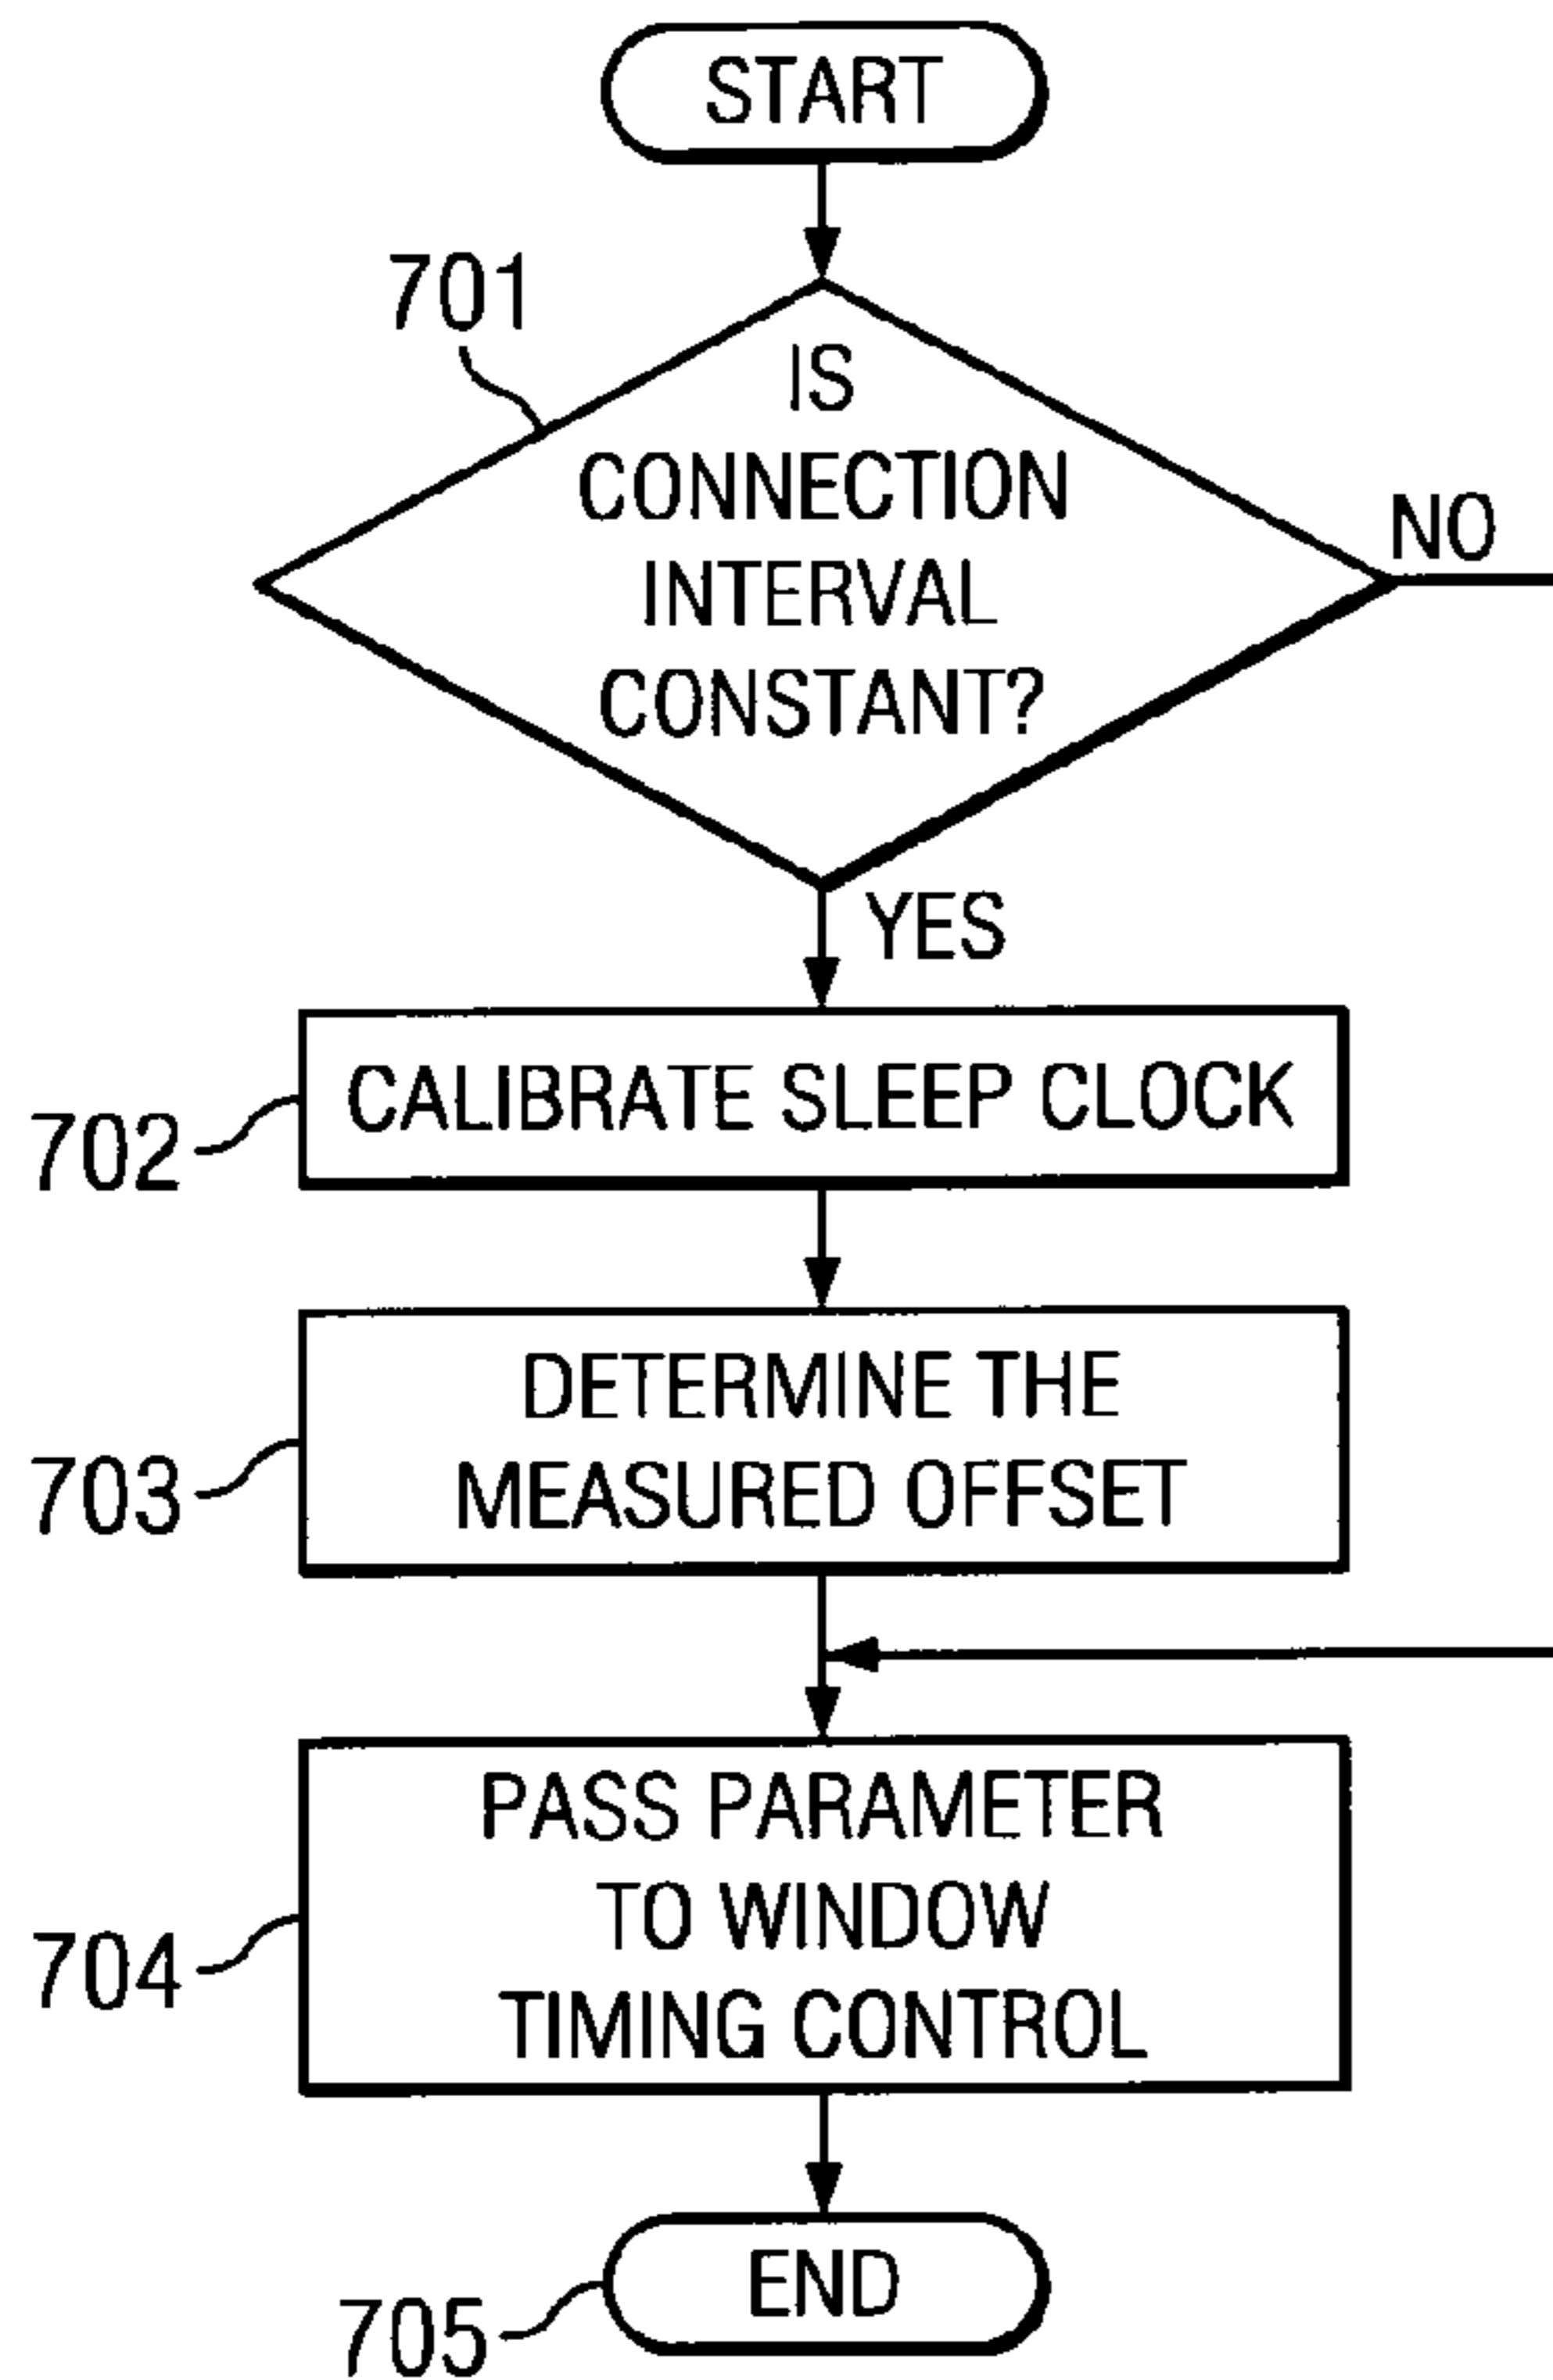 START
701
IS
CONNECTION
INTERVAL
CONSTANT?
NO
YES
702
CALIBRATE SLEEP CLOCK
703
DETERMINE THE
MEASURED OFFSET
704
PASS PARAMETER
TO WINDOW
TIMING CONTROL
705
END